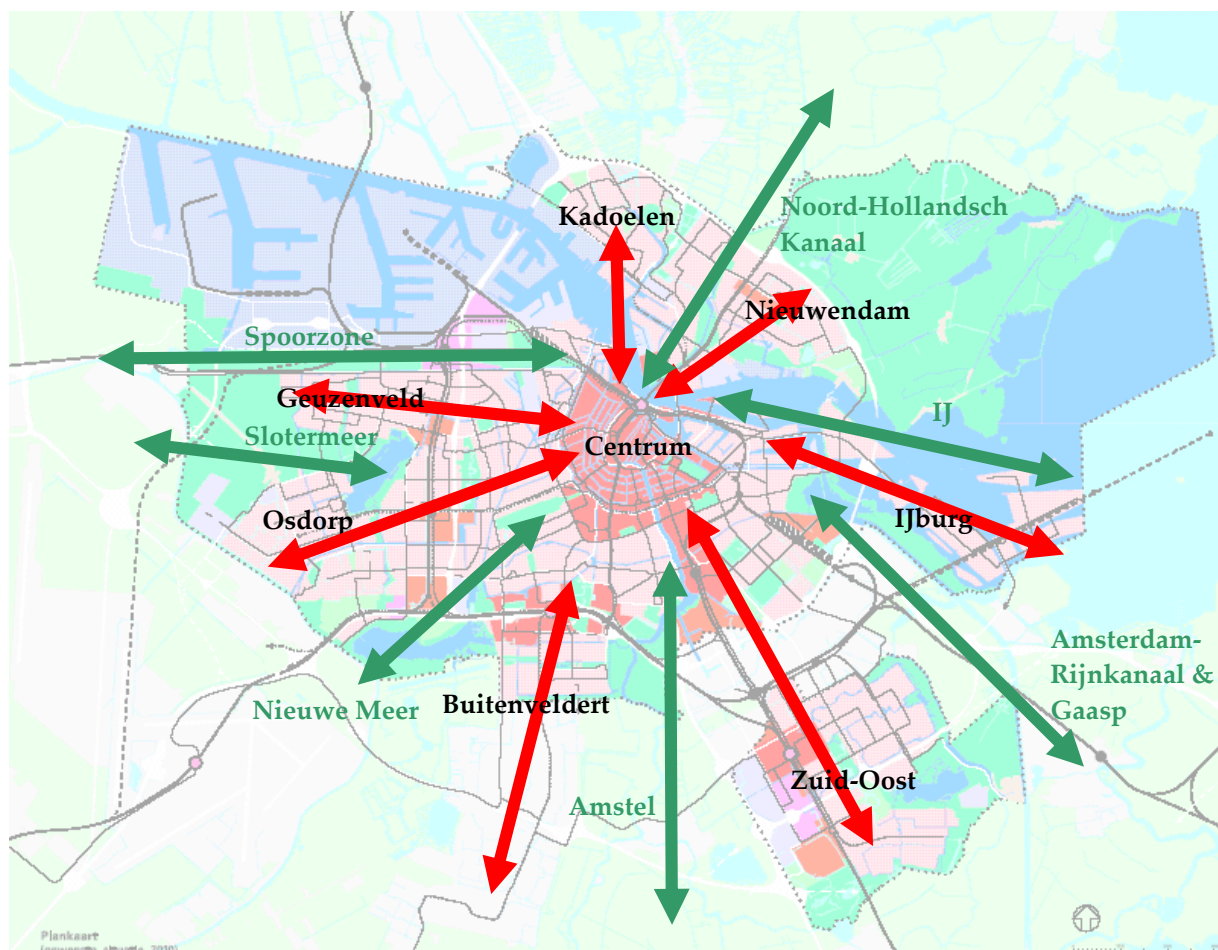 Kadoelen
Noord-Hollandsch
Kanaal
Nieuwendam
Spoorzone
Geuzenveld
Slotermeer
Centrum
IJ
Osdorp
IJburg
Amsterdam-
Rijnkanaal &
Gaasp
Nieuwe Meer
Buitenveldert
Zuid-Oost
Amstel
Plankaart